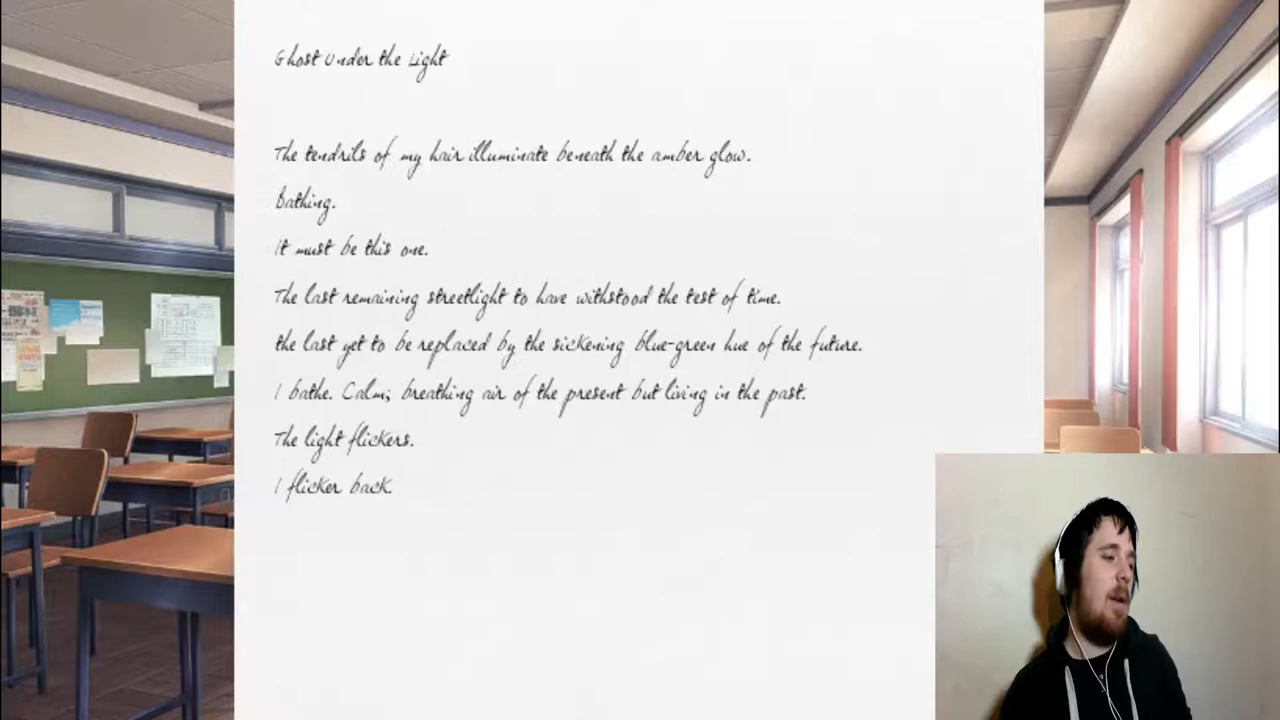 Ghost Under the Light
The tendrils of my hair illuminate beneath the amber glow.
Bathing.
It must be this one.
The last remaining streetlight to have withstood the test of time.
the last yet to be replaced by the sickening blue-green hue of the future.
I bathe. Calm; breathing air of the present but living in the past.
The light flickers.
I flicker back.